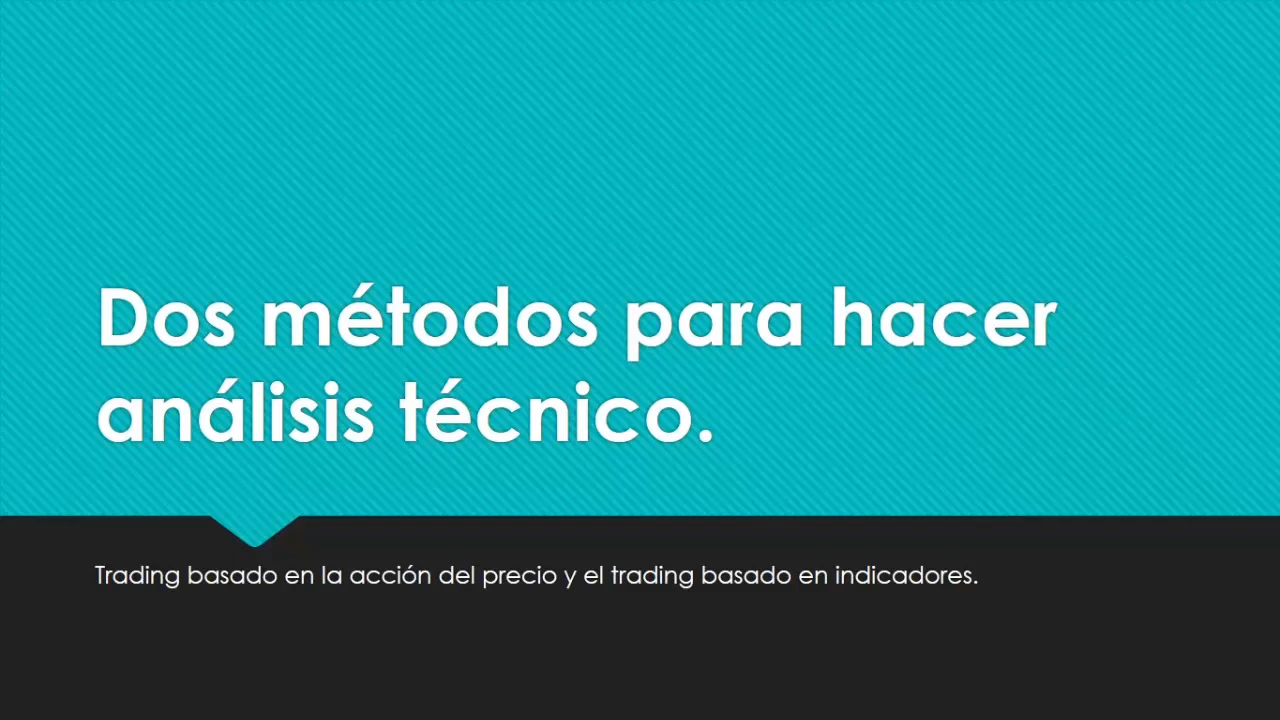 Dos métodos para hacer
análisis técnico.
Trading basado en la acción del precio y el trading basado en indicadores.